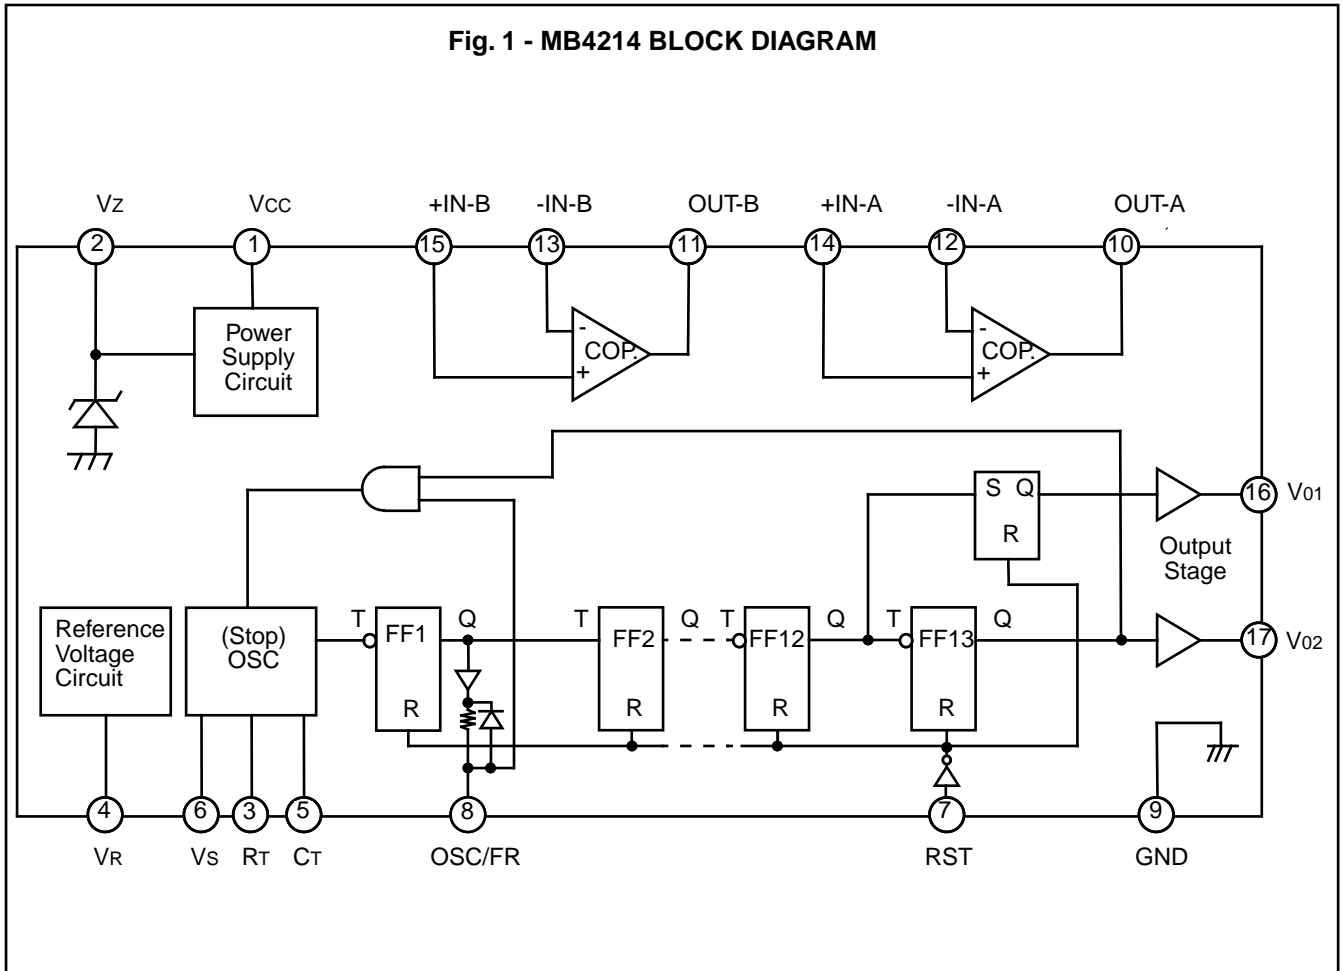 Fig. 1 - MB4214 BLOCK DIAGRAM
VZ VCC +IN-B -IN-B OUT-B +IN-A -IN-A OUT-A
2 1 15 13 11 14 12 10
Power
Supply
Circuit
-
COP.
+
-
COP.
+
S Q
R
16 V01
Output
Stage
Reference
Voltage
Circuit
(Stop)
OSC
T FF1 Q
R
T FF2 Q
R
T FF12 Q
R
T FF13 Q
R
17 V02
4 6 3 5 8 7 9
VR VS RT CT OSC/FR RST GND